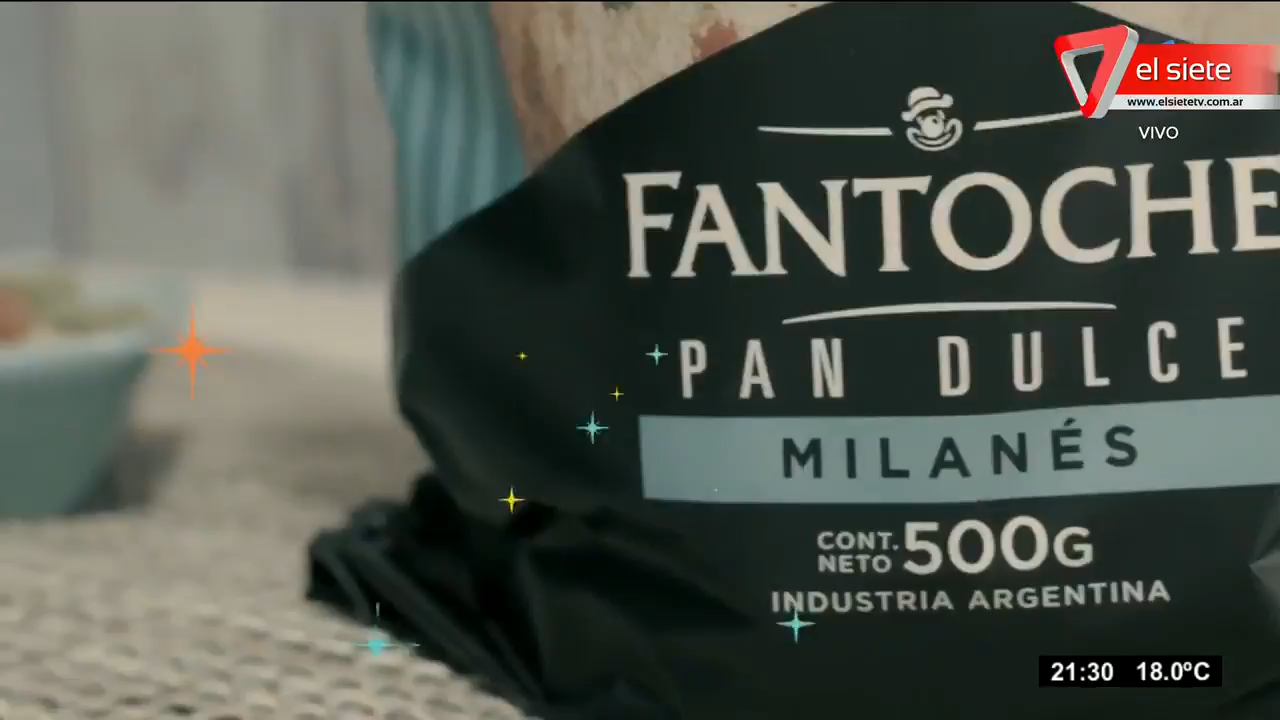 el siete
www.elsietetv.com.ar
VIVO
FANTOCHE
PAN DULCE
MILANÉS
CONT.
NETO 500G
INDUSTRIA ARGENTINA
21:30 18.0ºC